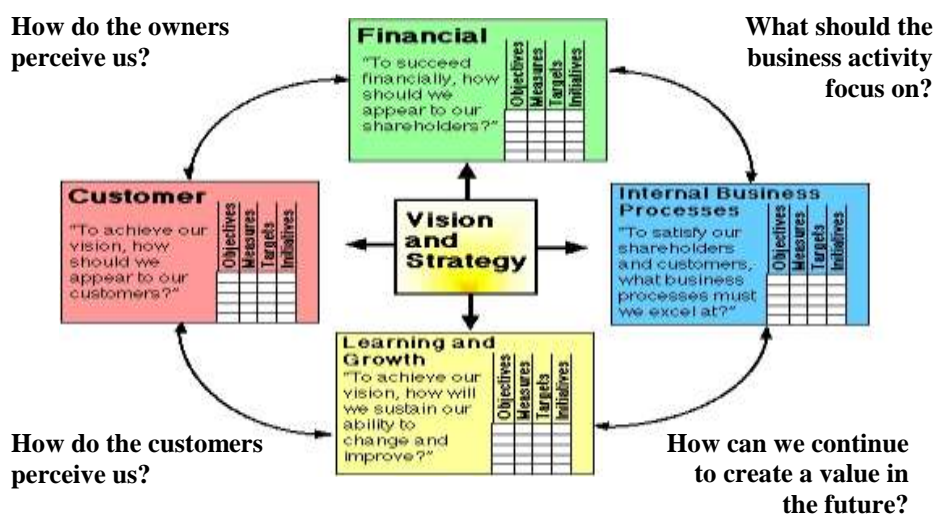 How do the owners
perceive us?
What should the
business activity
focus on?
Financial
"To succeed
financially, how
should we
appear to our
shareholders?"
Objectives
Measures
Targets
Initiatives
Customer
"To achieve our
vision, how
should we
appear to our
customers?"
Objectives
Measures
Targets
Initiatives
Vision
and
Strategy
Internal Business
Processes
"To satisfy our
shareholders
and customers,
what business
processes must
we excel at?"
Objectives
Measures
Targets
Initiatives
Learning and
Growth
"To achieve our
vision, how will
we sustain our
ability to
change and
improve?"
Objectives
Measures
Targets
Initiatives
How do the customers
perceive us?
How can we continue
to create a value in
the future?